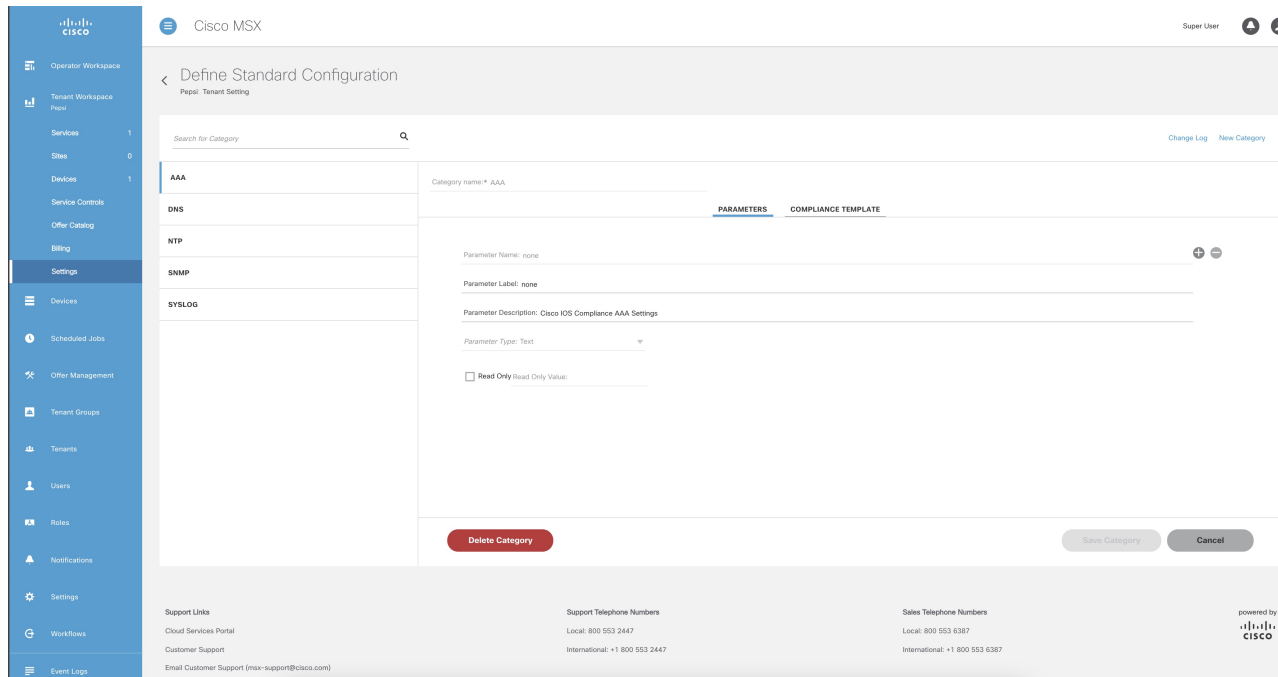 CISCO
Cisco MSX
Super User
Operator Workspace
Tenant Workspace
Pepsi
Services 1
Sites 0
Devices 1
Service Controls
Offer Catalog
Billing
Settings
Devices
Scheduled Jobs
Offer Management
Tenant Groups
Tenants
Users
Roles
Notifications
Settings
Workflows
Event Logs
Define Standard Configuration
Pepsi Tenant Setting
Search for Category
Change Log New Category
AAA
DNS
NTP
SNMP
SYSLOG
Category name:* AAA
PARAMETERS COMPLIANCE TEMPLATE
Parameter Name: none
Parameter Label: none
Parameter Description: Cisco IOS Compliance AAA Settings
Parameter Type: Text
Read Only Read Only Value:
Delete Category
Save Category
Cancel
Support Links
Cloud Services Portal
Customer Support
Email Customer Support (msx-support@cisco.com)
Support Telephone Numbers
Local: 800 553 2447
International: +1 800 553 2447
Sales Telephone Numbers
Local: 800 553 6387
International: +1 800 553 6387
powered by
CISCO